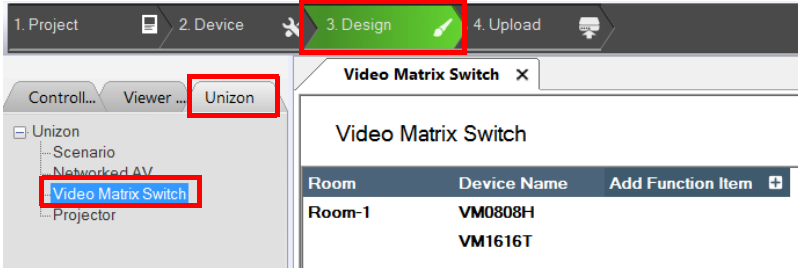 1. Project 2. Device 3. Design 4. Upload
Controll... Viewer ... Unizon
Unizon
Scenario
Networked AV
Video Matrix Switch
Projector
Video Matrix Switch X
Video Matrix Switch
Room Device Name Add Function Item
Room-1 VM0808H
VM1616T